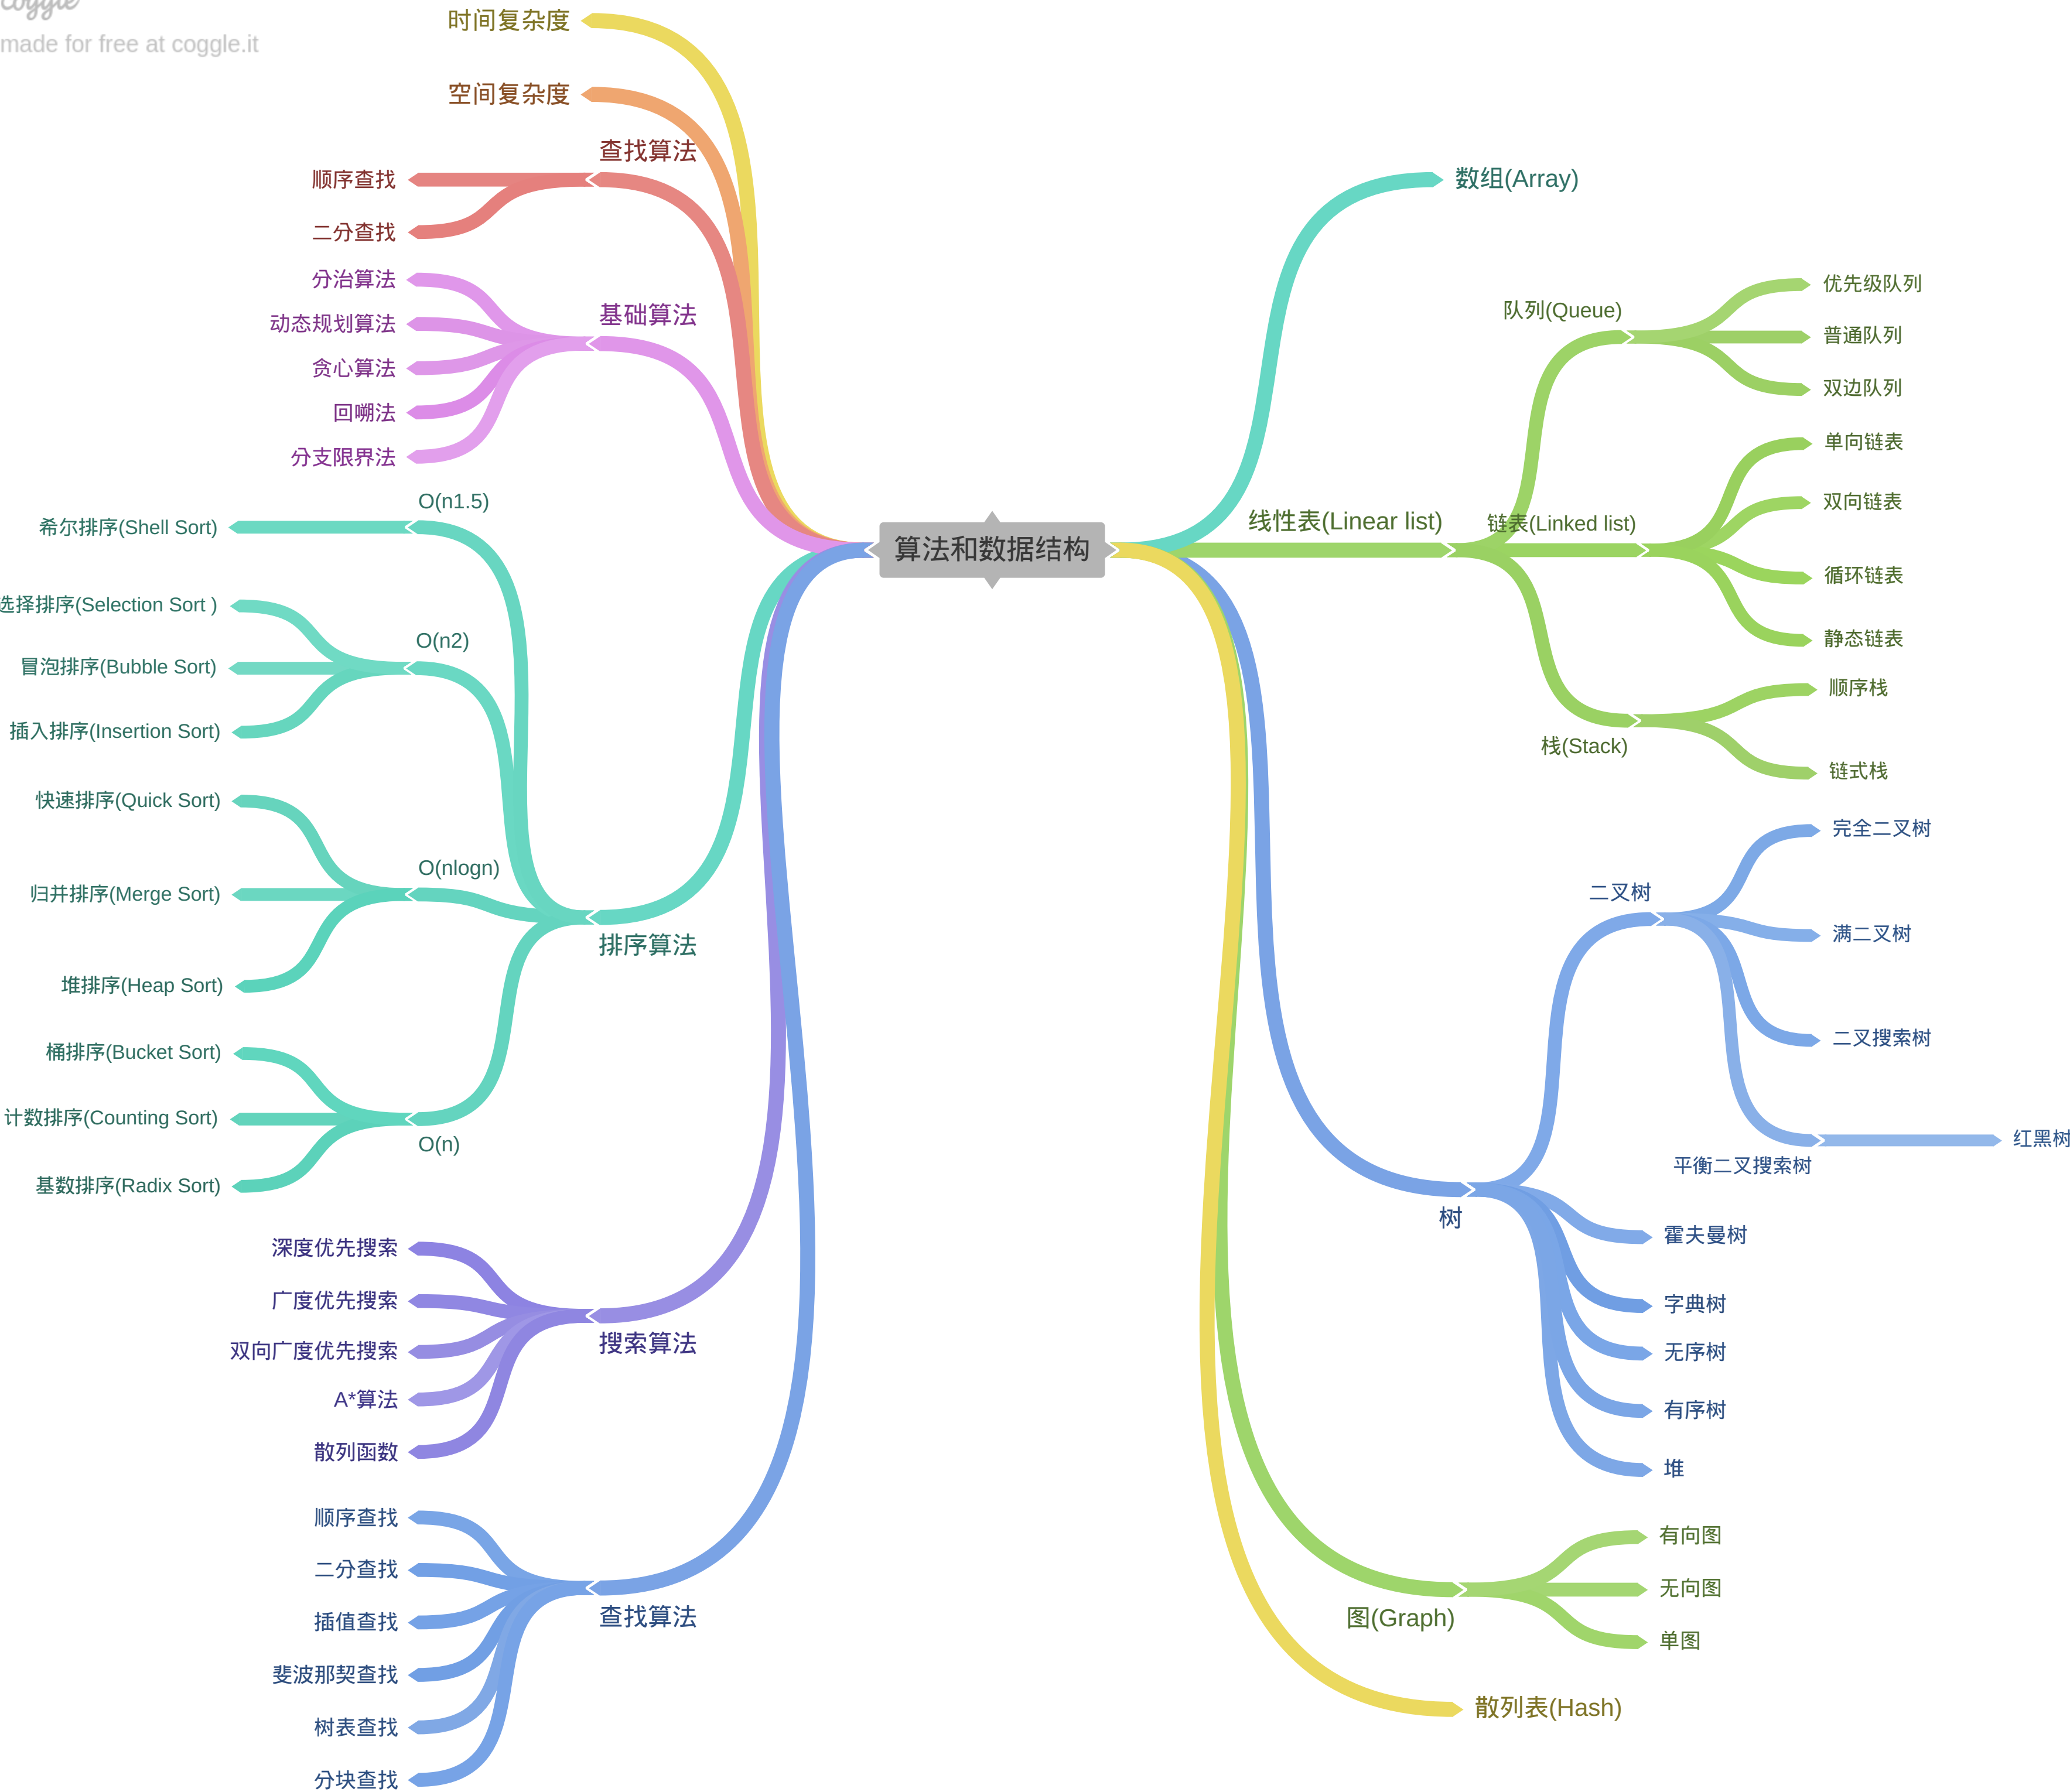 coggle
made for free at coggle.it
时间复杂度
空间复杂度
查找算法
顺序查找
二分查找
基础算法
分治算法
动态规划算法
贪心算法
回嗍法
分支限界法
O(n1.5)
希尔排序(Shell Sort)
O(n2)
选择排序(Selection Sort )
冒泡排序(Bubble Sort)
插入排序(Insertion Sort)
O(nlogn)
快速排序(Quick Sort)
归并排序(Merge Sort)
堆排序(Heap Sort)
排序算法
O(n)
桶排序(Bucket Sort)
计数排序(Counting Sort)
基数排序(Radix Sort)
搜索算法
深度优先搜索
广度优先搜索
双向广度优先搜索
A*算法
散列函数
查找算法
顺序查找
二分查找
插值查找
斐波那契查找
树表查找
分块查找
算法和数据结构
数组(Array)
线性表(Linear list)
队列(Queue)
优先级队列
普通队列
双边队列
链表(Linked list)
单向链表
双向链表
循环链表
静态链表
栈(Stack)
顺序栈
链式栈
树
二叉树
完全二叉树
满二叉树
二叉搜索树
平衡二叉搜索树
红黑树
霍夫曼树
字典树
无序树
有序树
堆
图(Graph)
有向图
无向图
单图
散列表(Hash)